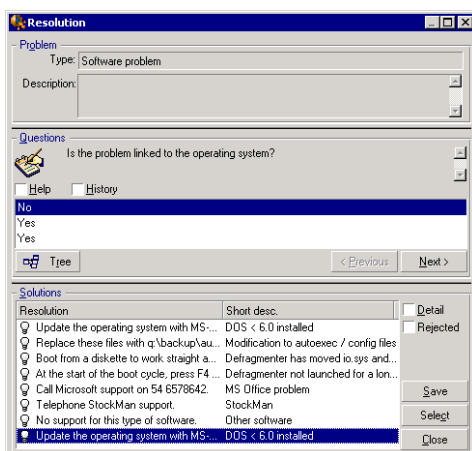 Resolution
Problem
Type: Software problem
Description:
Questions
Is the problem linked to the operating system?
Help History
No
Yes
Yes
Tree < Previous Next >
Solutions
Resolution Short desc. Detail
Update the operating system with MS-... DOS < 6.0 installed Rejected
Replace these files with q:\backup\au... Modification to autoexec / config files
Boot from a diskette to work straight a... Defragmenter has moved io.sys and...
At the start of the boot cycle, press F4 ... Defragmenter not launched for a lon...
Call Microsoft support on 54 6578642. MS Office problem Save
Telephone StockMan support. StockMan
No support for this type of software. Other software Select
Update the operating system with MS-... DOS < 6.0 installed Close